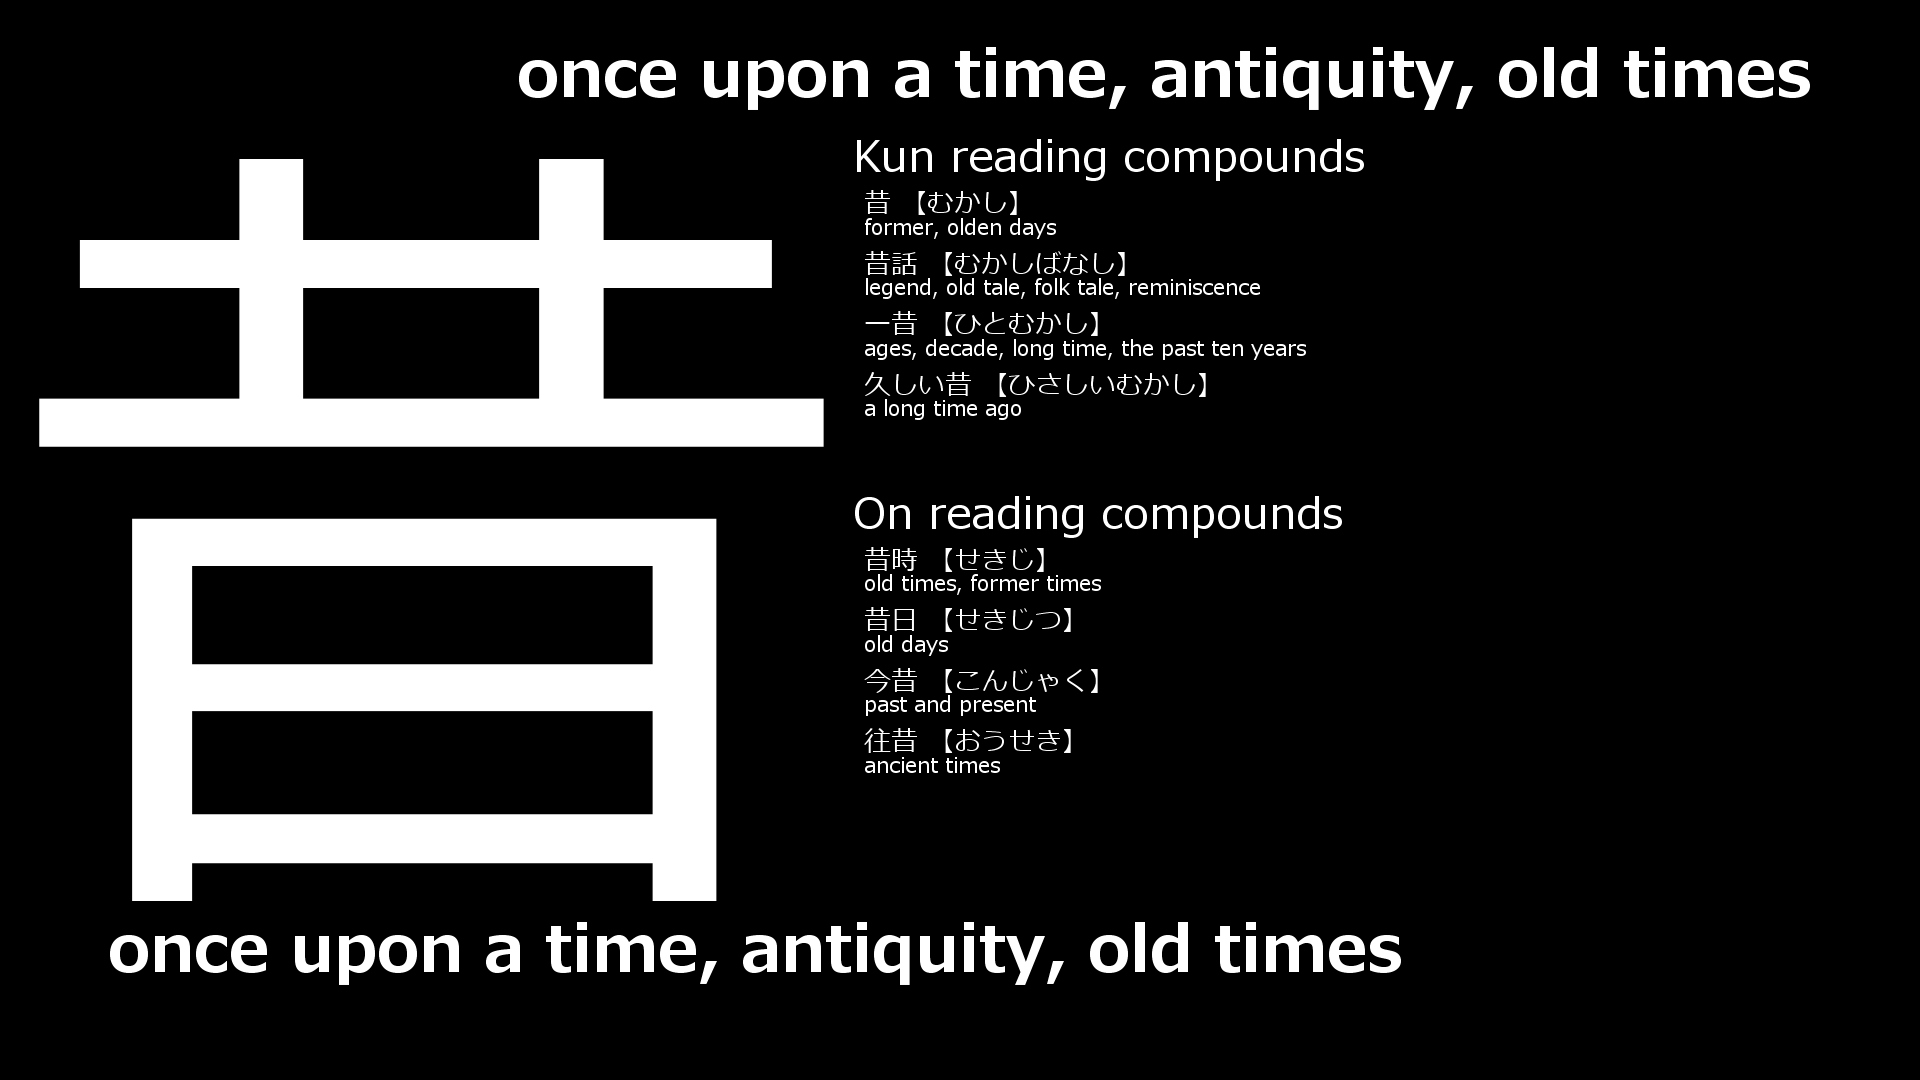 once upon a time, antiquity, old times
昔
Kun reading compounds
昔 【むかし】
former, olden days
昔話 【むかしばなし】
legend, old tale, folk tale, reminiscence
一昔 【ひとむかし】
ages, decade, long time, the past ten years
久しい昔 【ひさしいむかし】
a long time ago
On reading compounds
昔時 【せきじ】
old times, former times
昔日 【せきじつ】
old days
今昔 【こんじゃく】
past and present
往昔 【おうせき】
ancient times
once upon a time, antiquity, old times